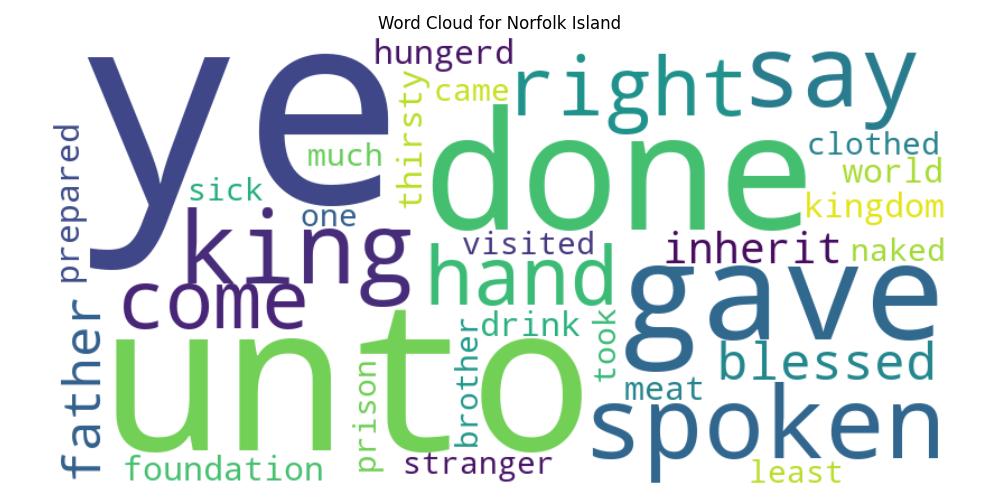 Word Cloud for Norfolk Island
ye
hungerd
right
say
came
thirsty
done
prepared
much
clothed
world
sick
one
king
kingdom
visited
inherit
naked
hand
gave
come
father
unto
drink
took
brother
blessed
prison
meat
spoken
foundation
stranger
least